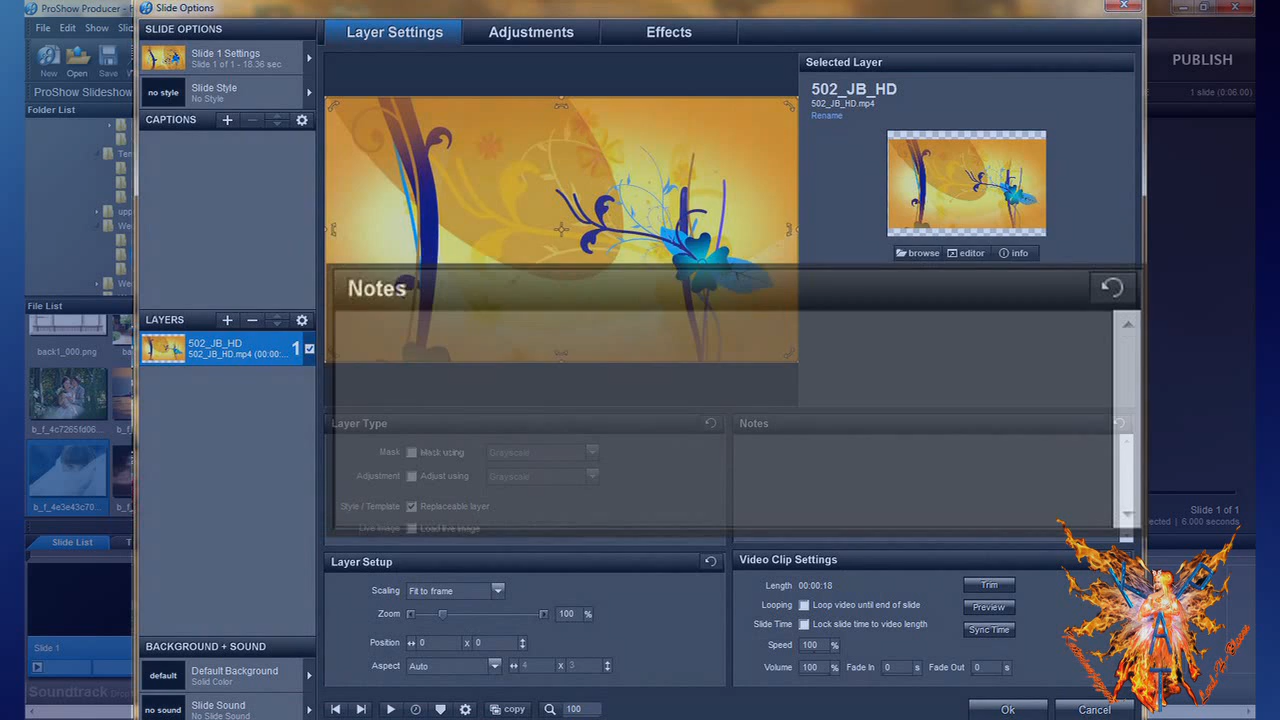 ProShow Producer -
Slide Options
File Edit Show Slid
New Open Save
ProShow Slideshow
PUBLISH
1 slide (0:06.00)
Folder List
File List
back1_000.png
b_f_4c7265fd06...
b_f_4e3e43c70...
Slide List
Slide 1
Soundtrack
SLIDE OPTIONS
Slide 1 Settings
Slide 1 of 1 - 18.36 sec
no style
Slide Style
No Style
CAPTIONS
LAYERS
502_JB_HD
502_JB_HD.mp4 (00:00:...
1
BACKGROUND + SOUND
default
Default Background
Solid Color
no sound
Slide Sound
No Slide Sound
Layer Settings
Adjustments
Effects
Selected Layer
502_JB_HD
502_JB_HD.mp4
Rename
browse editor info
Notes
Layer Type
Mask Mask using Grayscale
Adjustment Adjust using Grayscale
Style / Template Replaceable layer
Live Image Load live image
Notes
Layer Setup
Scaling Fit to frame
Zoom 100 %
Position 0 x 0
Aspect Auto 4 x 3
Video Clip Settings
Length 00:00:18 Trim
Looping Loop video until end of slide Preview
Slide Time Lock slide time to video length Sync Time
Speed 100 %
Volume 100 % Fade In 0 s Fade Out 0 s
copy 100
Ok Cancel
Slide 1 of 1
6.000 seconds